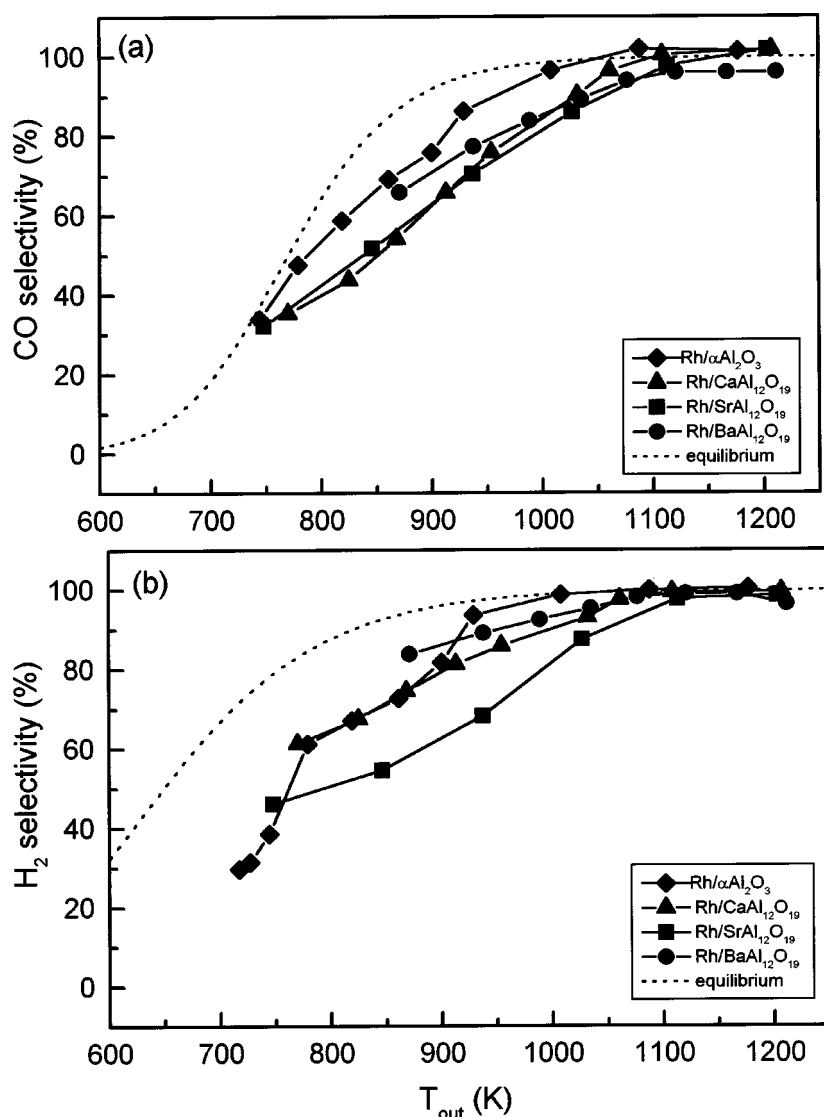 (a)
100
80
60
40
20
0
CO selectivity (%)
Rh/αAl₂O₃
Rh/CaAl₁₂O₁₉
Rh/SrAl₁₂O₁₉
Rh/BaAl₁₂O₁₉
equilibrium
600 700 800 900 1000 1100 1200
(b)
100
80
60
40
20
0
H₂ selectivity (%)
Rh/αAl₂O₃
Rh/CaAl₁₂O₁₉
Rh/SrAl₁₂O₁₉
Rh/BaAl₁₂O₁₉
equilibrium
600 700 800 900 1000 1100 1200
T_out (K)